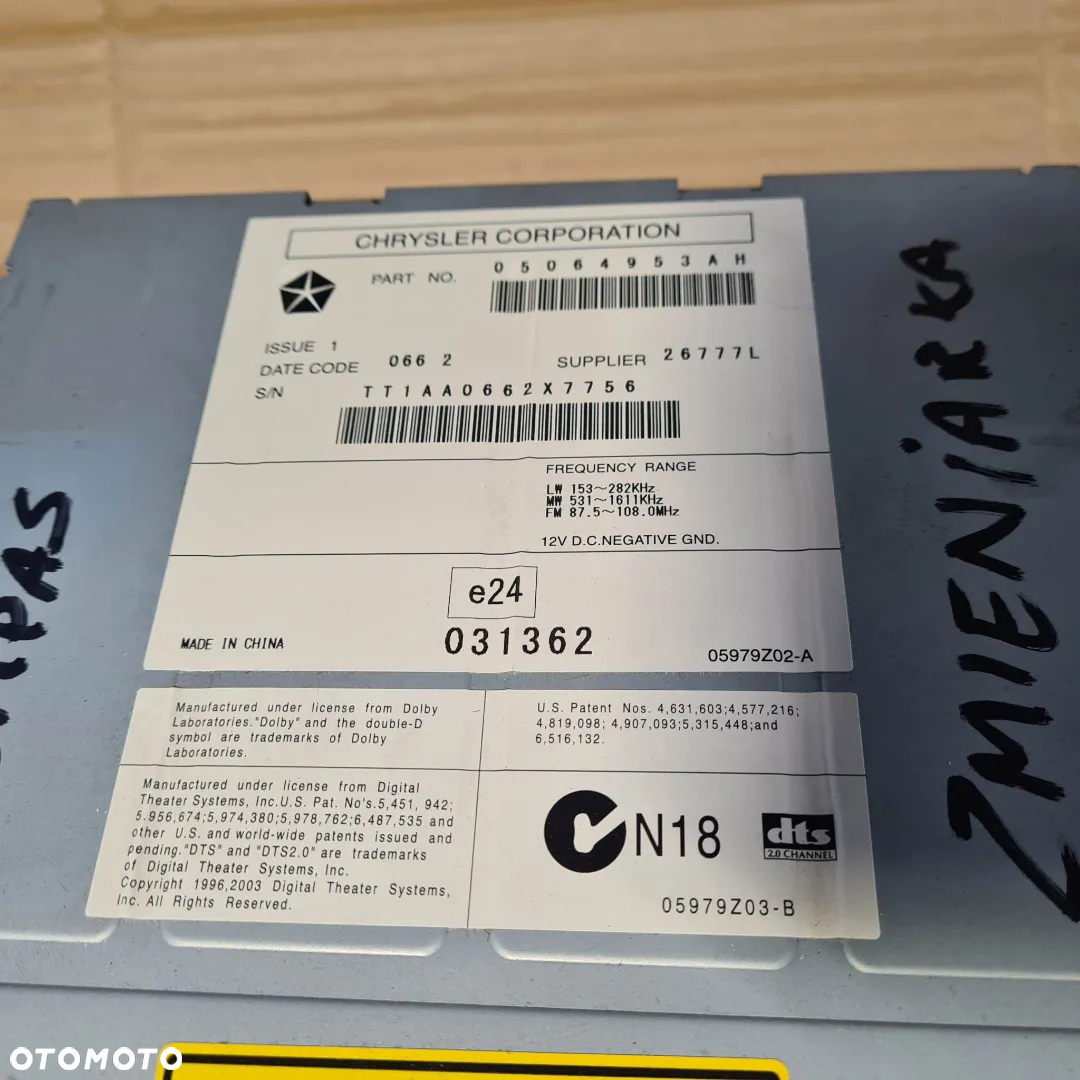 CHRYSLER CORPORATION
PART NO. 05064953AH
ISSUE 1
DATE CODE 066 2 SUPPLIER 26777L
S/N TT1AA0662X7756
FREQUENCY RANGE
LW 153~282KHz
MW 531~1611KHz
FM 87.5~108.0MHz
12V D.C.NEGATIVE GND.
e24
031362
MADE IN CHINA
05979Z02-A
Manufactured under license from Dolby
Laboratories."Dolby" and the double-D
symbol are trademarks of Dolby
Laboratories.
U.S. Patent Nos. 4,631,603;4,577,216;
4,819,098; 4,907,093;5,315,448;and
6,516,132.
Manufactured under license from Digital
Theater Systems, Inc.U.S. Pat. No's.5,451, 942;
5.956,674;5,974,380;5,978,762;6,487,535 and
other U.S. and world-wide patents issued and
pending."DTS" and "DTS2.0" are trademarks
of Digital Theater Systems, Inc.
Copyright 1996,2003 Digital Theater Systems,
Inc. All Rights Reserved.
N18
dts
2.0 CHANNEL
05979Z03-B
ZMIENIARKA
OTOMOTO